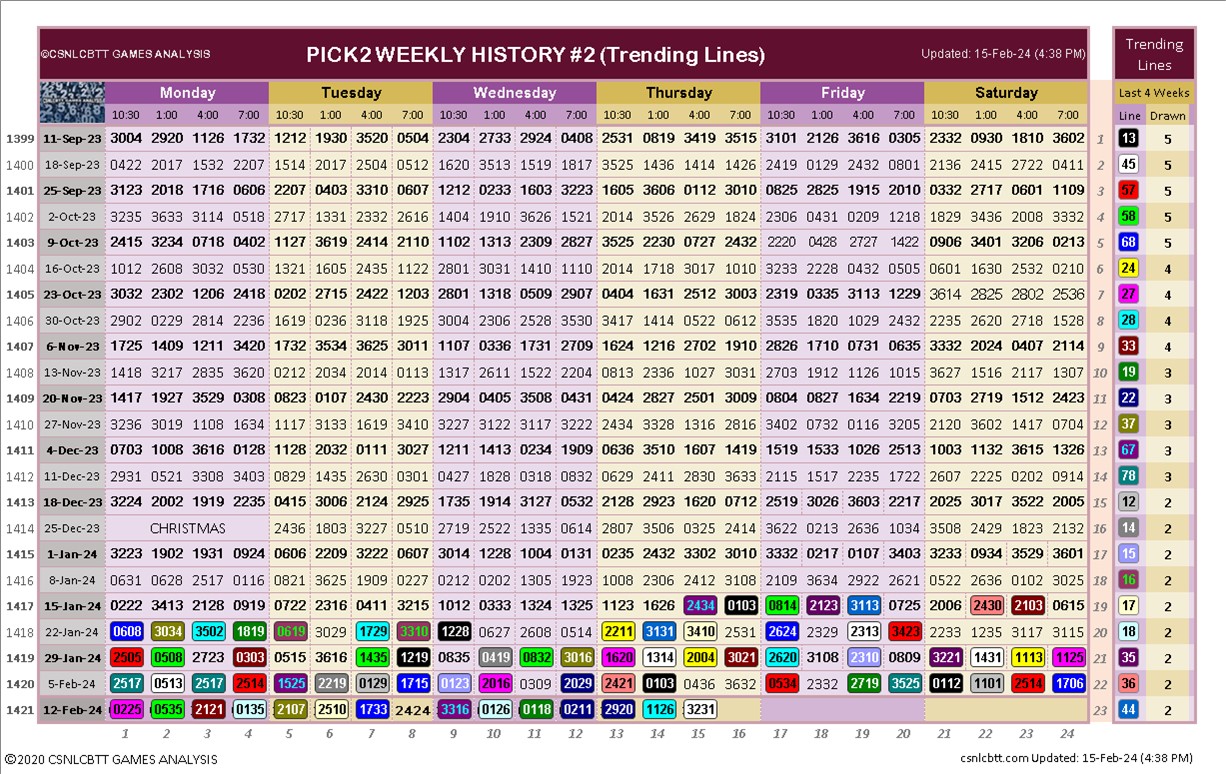 ©CSNLCBTT GAMES ANALYSIS PICK2 WEEKLY HISTORY #2 (Trending Lines) Updated: 15-Feb-24 (4:38 PM) Trending
Lines
Monday Tuesday Wednesday Thursday Friday Saturday Last 4 Weeks
10:30 1:00 4:00 7:00 10:30 1:00 4:00 7:00 10:30 1:00 4:00 7:00 10:30 1:00 4:00 7:00 10:30 1:00 4:00 7:00 10:30 1:00 4:00 7:00 Line Drawn
1399 11-Sep-23 3004 2920 1126 1732 1212 1930 3520 0504 2304 2733 2924 0408 2531 0819 3419 3515 3101 2126 3616 0305 2332 0930 1810 3602 1 13 5
1400 18-Sep-23 0422 2017 1532 2207 1514 2017 2504 0512 1620 3513 1519 1817 3525 1436 1414 1426 2419 0129 2432 0801 2136 2415 2722 0411 2 45 5
1401 25-Sep-23 3123 2018 1716 0606 2207 0403 3310 0607 1212 0233 1603 3223 1605 3606 0112 3010 0825 2825 1915 2010 0332 2717 0601 1109 3 57 5
1402 2-Oct-23 3235 3633 3114 0518 2717 1331 2332 2616 1404 1910 3626 1521 2014 3526 2629 1824 2306 0431 0209 1218 1829 3436 2008 3332 4 58 5
1403 9-Oct-23 2415 3234 0718 0402 1127 3619 2414 2110 1102 1313 2309 2827 3525 2230 0727 2432 2220 0428 2727 1422 0906 3401 3206 0213 5 68 5
1404 16-Oct-23 1012 2608 3032 0530 1321 1605 2435 1122 2801 3031 1410 1110 2014 1718 3017 1010 3233 2228 0432 0505 0601 1630 2532 0210 6 24 4
1405 23-Oct-23 3032 2302 1206 2418 0202 2715 2422 1203 2801 1318 0509 2907 0404 1631 2512 3003 2319 0335 3113 1229 3614 2825 2802 2536 7 27 4
1406 30-Oct-23 2902 0229 2814 2236 1619 0236 3118 1923 3004 2306 2528 3530 3417 1414 0522 0612 3535 1820 1029 2432 2235 2620 2718 1528 8 28 4
1407 6-Nov-23 1725 1409 1211 3420 1732 3534 3625 3011 1107 0336 1731 2709 1624 1216 2702 1910 2826 1710 0731 0635 3332 2024 0407 2114 9 33 4
1408 13-Nov-23 1418 3217 2835 3620 0212 2034 2014 0113 1317 2611 1522 2204 0813 2336 1027 3031 2703 1912 1126 1015 3627 1516 2117 1307 10 19 3
1409 20-Nov-23 1417 1927 3529 0308 0823 0107 2430 2223 2904 0405 3508 0431 0424 2827 2501 3009 0804 0827 1634 2219 0703 2719 1512 2423 11 22 3
1410 27-Nov-23 3236 3019 1108 1634 1117 3133 1619 3410 3227 3122 3117 3222 2434 3328 1316 2816 3402 0732 0116 3205 2120 3602 1417 0704 12 37 3
1411 4-Dec-23 0703 1008 3616 0128 1128 2032 0111 3021 1211 1413 0234 1909 0636 3510 1607 1419 1519 1533 1026 2513 1003 1132 3615 1326 13 67 3
1412 11-Dec-23 2931 0521 3308 3403 0829 1435 2630 0301 0427 1828 0318 0832 0629 2411 2830 3633 2115 1517 2235 1722 2607 2225 0202 0914 14 78 3
1413 18-Dec-23 3224 2002 1919 2235 0415 3006 2124 2925 1735 1914 3127 0532 2128 2923 1620 0712 2519 3026 3603 2217 2025 3017 3522 2005 15 12 2
1414 25-Dec-23 CHRISTMAS 2436 1803 3227 0510 2719 2522 1335 0614 2807 3506 0325 2414 3622 0213 2636 1034 3508 2429 1823 2132 16 14 2
1415 1-Jan-24 3223 1902 1931 0924 0606 2209 3222 0607 3014 1228 1004 0131 0235 2432 3302 3010 3332 0217 0107 3403 3233 0934 3529 3601 17 15 2
1416 8-Jan-24 0631 0628 2517 0116 0821 3625 1909 0227 0212 0202 1305 1923 1008 2306 2412 3108 2109 3634 2922 2621 0522 2636 0102 3025 18 16 2
1417 15-Jan-24 0222 3413 2128 0919 0722 2316 0411 3215 1012 0333 1324 1325 1123 1626 2434 0103 0814 2123 3113 0725 2006 2430 2103 0615 19 17 2
1418 22-Jan-24 0608 3034 3502 1819 0619 3029 1729 3310 1228 0627 2608 0514 2211 3131 3410 2531 2624 2329 2313 3423 2233 1235 3117 3115 20 18 2
1419 29-Jan-24 2505 0508 2723 0303 0515 3616 1435 1219 0835 0419 0832 3016 1620 1314 2004 3021 2620 3108 2310 0809 3221 1431 1113 1125 21 35 2
1420 5-Feb-24 2517 0513 2517 2514 1525 2219 0129 1715 0123 2016 0309 2029 2421 0103 0436 3632 0534 2332 2719 3525 0112 1101 2514 1706 22 36 2
1421 12-Feb-24 0225 0535 2121 0135 2107 2510 1733 2424 3316 0126 0118 0211 2920 1126 3231 23 44 2
1 2 3 4 5 6 7 8 9 10 11 12 13 14 15 16 17 18 19 20 21 22 23 24
©2020 CSNLCBTT GAMES ANALYSIS csnlcbtt.com Updated: 15-Feb-24 (4:38 PM)